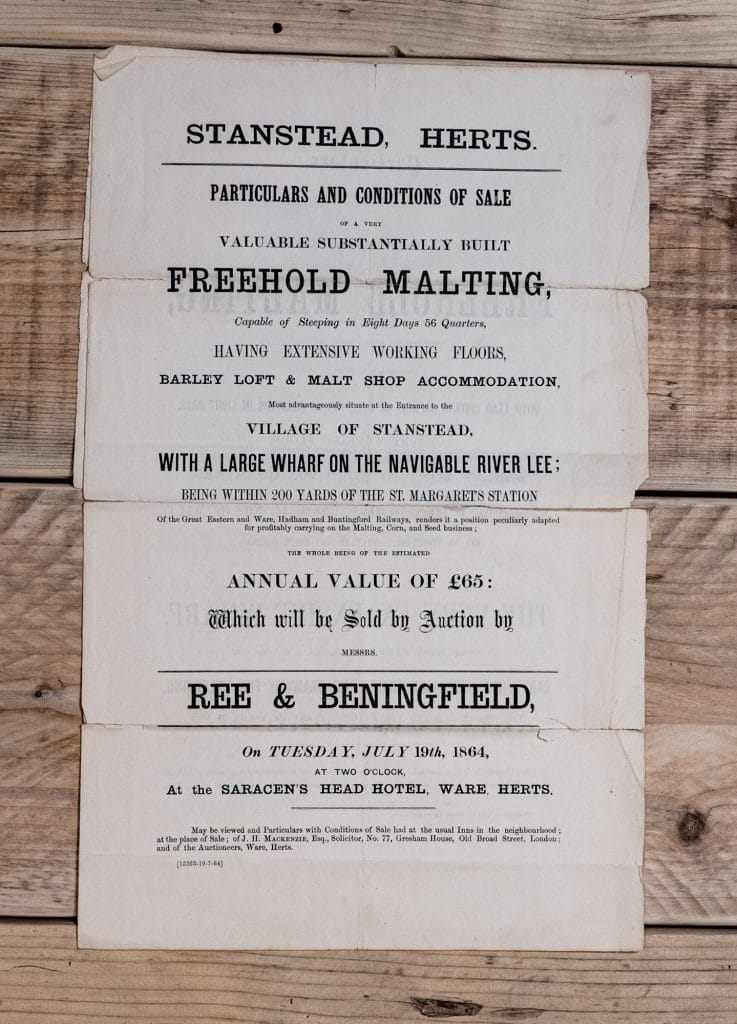 STANSTEAD, HERTS.
PARTICULARS AND CONDITIONS OF SALE
OF A VERY
VALUABLE SUBSTANTIALLY BUILT
FREEHOLD MALTING,
Capable of Steeping in Eight Days 56 Quarters,
HAVING EXTENSIVE WORKING FLOORS,
BARLEY LOFT & MALT SHOP ACCOMMODATION,
Most advantageously situate at the Entrance to the
VILLAGE OF STANSTEAD,
WITH A LARGE WHARF ON THE NAVIGABLE RIVER LEE;
BEING WITHIN 200 YARDS OF THE ST. MARGARET'S STATION
Of the Great Eastern and Ware, Hadham and Buntingford Railways, renders it a position peculiarly adapted
for profitably carrying on the Malting, Corn, and Seed business;
THE WHOLE BEING OF THE ESTIMATED
ANNUAL VALUE OF £65:
Which will be Sold by Auction by
MESSRS.
REE & BENINGFIELD,
On TUESDAY, JULY 19th, 1864,
AT TWO O'CLOCK,
At the SARACEN'S HEAD HOTEL, WARE, HERTS.
May be viewed and Particulars with Conditions of Sale had at the usual Inns in the neighbourhood;
at the place of Sale; of J. H. MACKENZIE, Esq., Solicitor, No. 77, Gresham House, Old Broad Street, London;
and of the Auctioneers, Ware, Herts.
[15363-19-7-64]